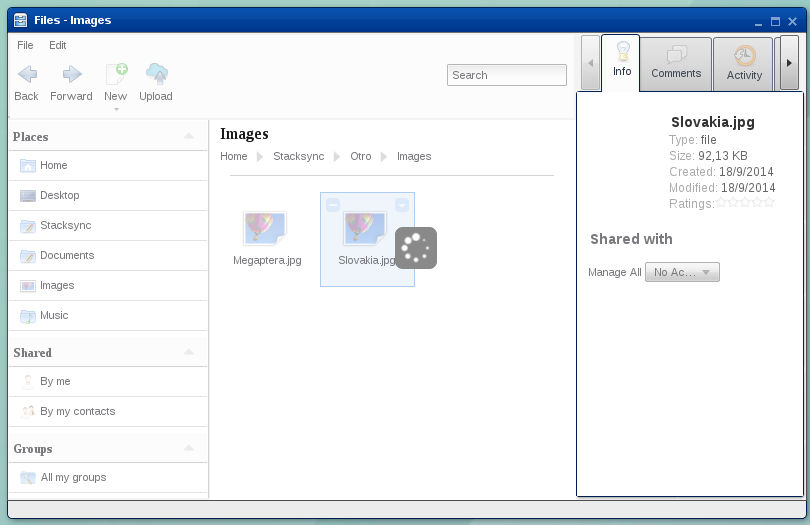 Files - Images
File Edit
Back Forward New Upload
Search
Info Comments Activity
Places
Home
Desktop
Stacksync
Documents
Images
Music
Shared
By me
By my contacts
Groups
All my groups
Images
Home Stacksync Otro Images
Megaptera.jpg Slovakia.jpg
Slovakia.jpg
Type: file
Size: 92,13 KB
Created: 18/9/2014
Modified: 18/9/2014
Ratings:
Shared with
Manage All No Ac...